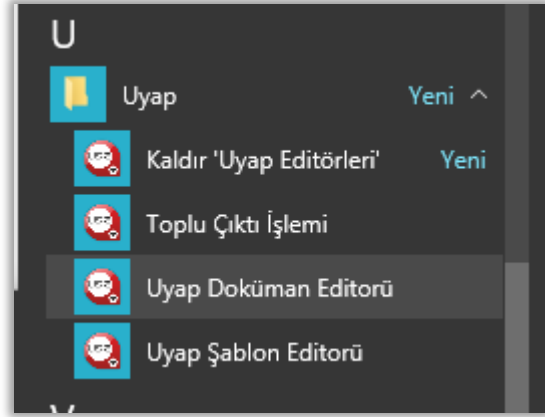 U
Uyap Yeni
Kaldır 'Uyap Editörleri' Yeni
Toplu Çıktı İşlemi
Uyap Doküman Editorü
Uyap Şablon Editorü